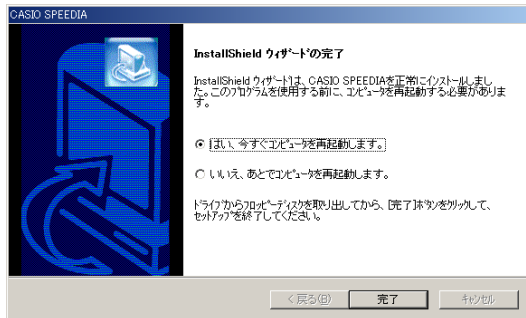 CASIO SPEEDIA
InstallShield ｳｨｻﾞｰﾄﾞの完了
InstallShield ｳｨｻﾞｰﾄﾞは、CASIO SPEEDIAを正常にｲﾝｽﾄｰﾙしまし
た。このﾌﾟﾛｸﾞﾗﾑを使用する前に、ｺﾝﾋﾟｭｰﾀを再起動する必要がありま
す。
はい、今すぐｺﾝﾋﾟｭｰﾀを再起動します。
いいえ、あとでｺﾝﾋﾟｭｰﾀを再起動します。
ﾄﾞﾗｲﾌﾞからﾌﾛｯﾋﾟｰﾃﾞｨｽｸを取り出してから、[完了]ﾎﾞﾀﾝをｸﾘｯｸして、
ｾｯﾄｱｯﾌﾟを終了してください。
< 戻る(B) 完了 ｷｬﾝｾﾙ